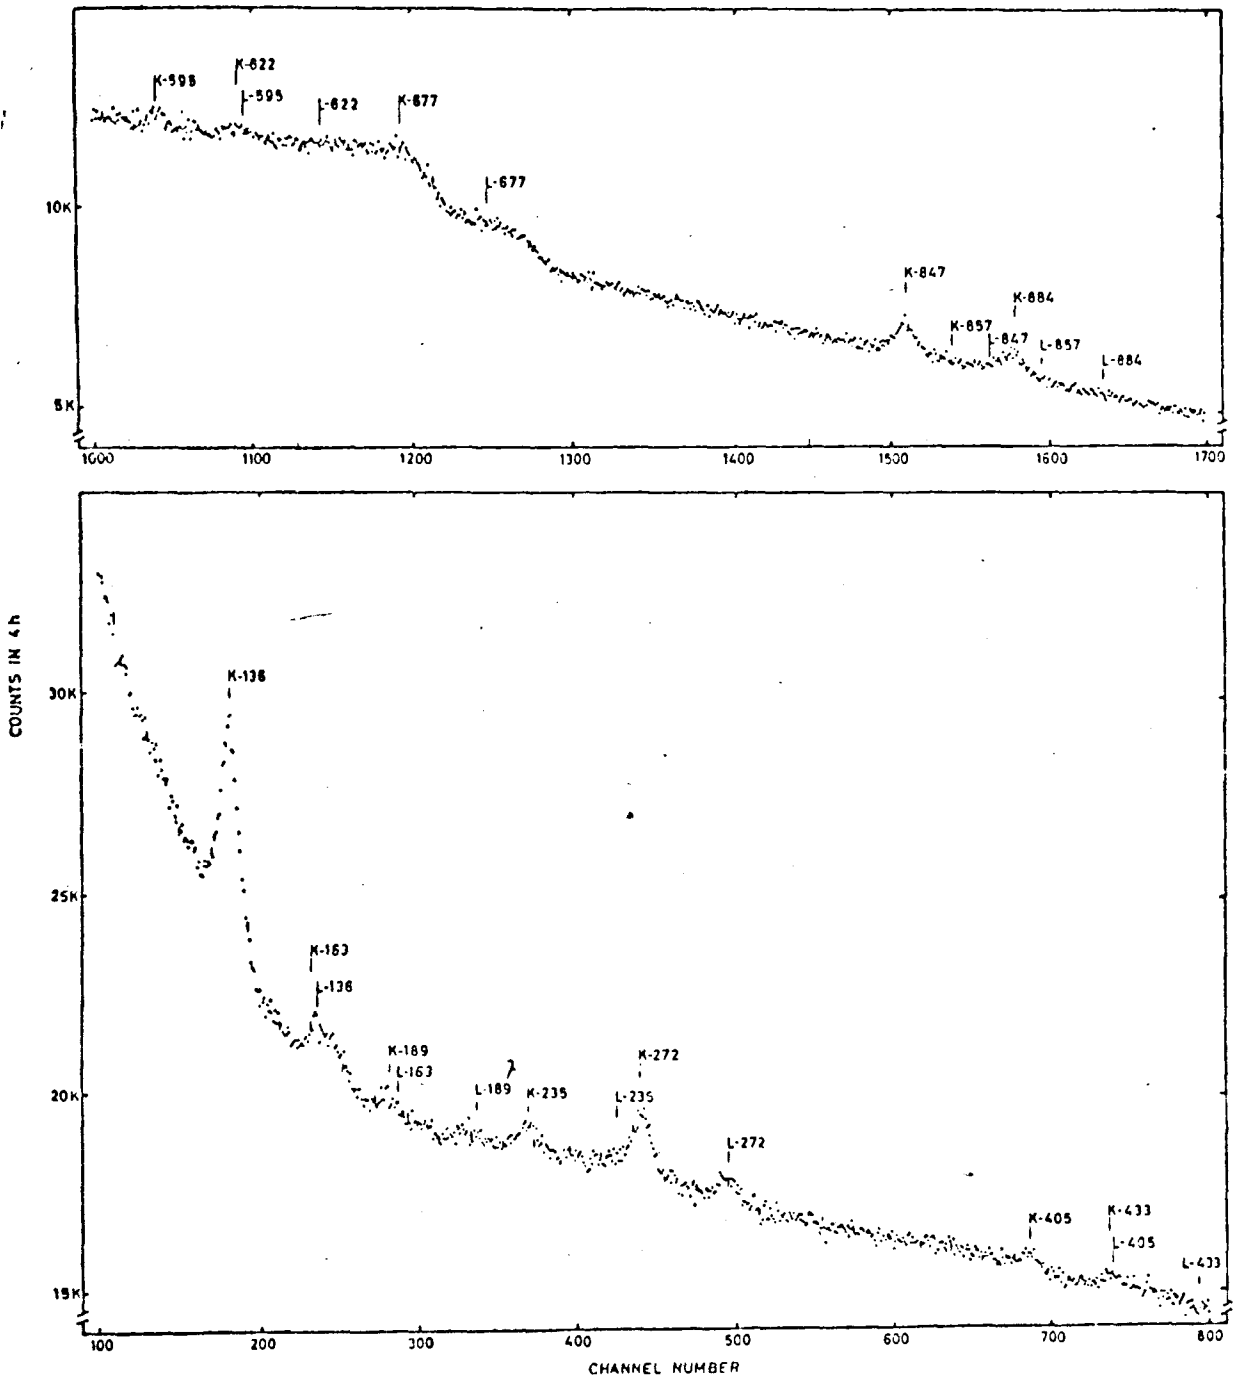 K-622
K-595
L-595
L-622
K-677
L-677
10K
K-847
K-884
K-857
L-847
L-857
L-884
5K
1000 1100 1200 1300 1400 1500 1600 1700
COUNTS IN 4h
K-136
30K
25K
K-163
L-136
K-189
L-163
L-189
K-235
K-272
L-235
20K
L-272
K-405
K-433
L-405
L-433
15K
100 200 300 400 500 600 700 800
CHANNEL NUMBER